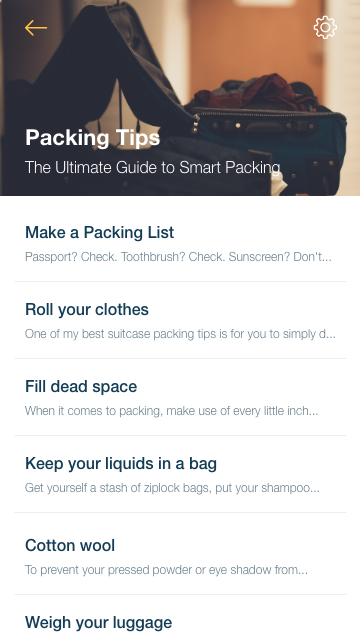 Packing Tips
The Ultimate Guide to Smart Packing
Make a Packing List
Passport? Check. Toothbrush? Check. Sunscreen? Don't...
Roll your clothes
One of my best suitcase packing tips is for you to simply d...
Fill dead space
When it comes to packing, make use of every little inch...
Keep your liquids in a bag
Get yourself a stash of ziplock bags, put your shampoo...
Cotton wool
To prevent your pressed powder or eye shadow from...
Weigh your luggage